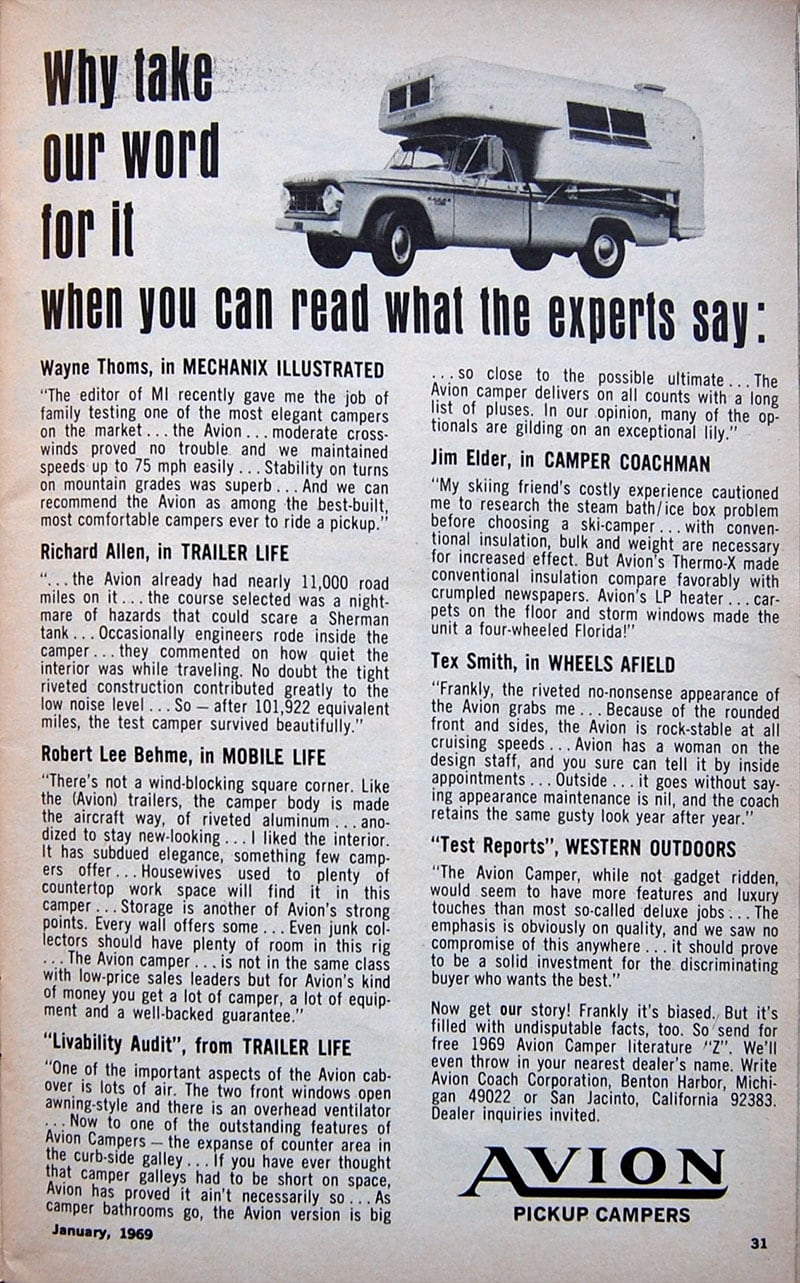 Why take
our word
for it
when you can read what the experts say:
Wayne Thoms, in MECHANIX ILLUSTRATED
"The editor of MI recently gave me the job of
family testing one of the most elegant campers
on the market...the Avion...moderate cross-
winds proved no trouble and we maintained
speeds up to 75 mph easily...Stability on turns
on mountain grades was superb...And we can
recommend the Avion as among the best-built,
most comfortable campers ever to ride a pickup."
Richard Allen, in TRAILER LIFE
"...the Avion already had nearly 11,000 road
miles on it...the course selected was a night-
mare of hazards that could scare a Sherman
tank...Occasionally engineers rode inside the
camper...they commented on how quiet the
interior was while traveling. No doubt the tight
riveted construction contributed greatly to the
low noise level...So — after 101,922 equivalent
miles, the test camper survived beautifully."
Robert Lee Behme, in MOBILE LIFE
"There's not a wind-blocking square corner. Like
the (Avion) trailers, the camper body is made
the aircraft way, of riveted aluminum...ano-
dized to stay new-looking...I liked the interior.
It has subdued elegance, something few camp-
ers offer...Housewives used to plenty of
countertop work space will find it in this
camper...Storage is another of Avion's strong
points. Every wall offers some...Even junk col-
lectors should have plenty of room in this rig
...The Avion camper...is not in the same class
with low-price sales leaders but for Avion's kind
of money you get a lot of camper, a lot of equip-
ment and a well-backed guarantee."
"Livability Audit", from TRAILER LIFE
"One of the important aspects of the Avion cab-
over is lots of air. The two front windows open
awning-style and there is an overhead ventilator
...Now to one of the outstanding features of
Avion Campers — the expanse of counter area in
the curb-side galley...If you have ever thought
that camper galleys had to be short on space,
Avion has proved it ain't necessarily so...As
camper bathrooms go, the Avion version is big
...so close to the possible ultimate...The
Avion camper delivers on all counts with a long
list of pluses. In our opinion, many of the op-
tionals are gilding on an exceptional lily."
Jim Elder, in CAMPER COACHMAN
"My skiing friend's costly experience cautioned
me to research the steam bath/ice box problem
before choosing a ski-camper...with conven-
tional insulation, bulk and weight are necessary
for increased effect. But Avion's Thermo-X made
conventional insulation compare favorably with
crumpled newspapers. Avion's LP heater...car-
pets on the floor and storm windows made the
unit a four-wheeled Florida!"
Tex Smith, in WHEELS AFIELD
"Frankly, the riveted no-nonsense appearance of
the Avion grabs me...Because of the rounded
front and sides, the Avion is rock-stable at all
cruising speeds...Avion has a woman on the
design staff, and you sure can tell it by inside
appointments...Outside...it goes without say-
ing appearance maintenance is nil, and the coach
retains the same gusty look year after year."
"Test Reports", WESTERN OUTDOORS
"The Avion Camper, while not gadget ridden,
would seem to have more features and luxury
touches than most so-called deluxe jobs...The
emphasis is obviously on quality, and we saw no
compromise of this anywhere...it should prove
to be a solid investment for the discriminating
buyer who wants the best."
Now get our story! Frankly it's biased. But it's
filled with undisputable facts, too. So send for
free 1969 Avion Camper literature "Z". We'll
even throw in your nearest dealer's name. Write
Avion Coach Corporation, Benton Harbor, Michi-
gan 49022 or San Jacinto, California 92383.
Dealer inquiries invited.
AVION
PICKUP CAMPERS
January, 1969
31